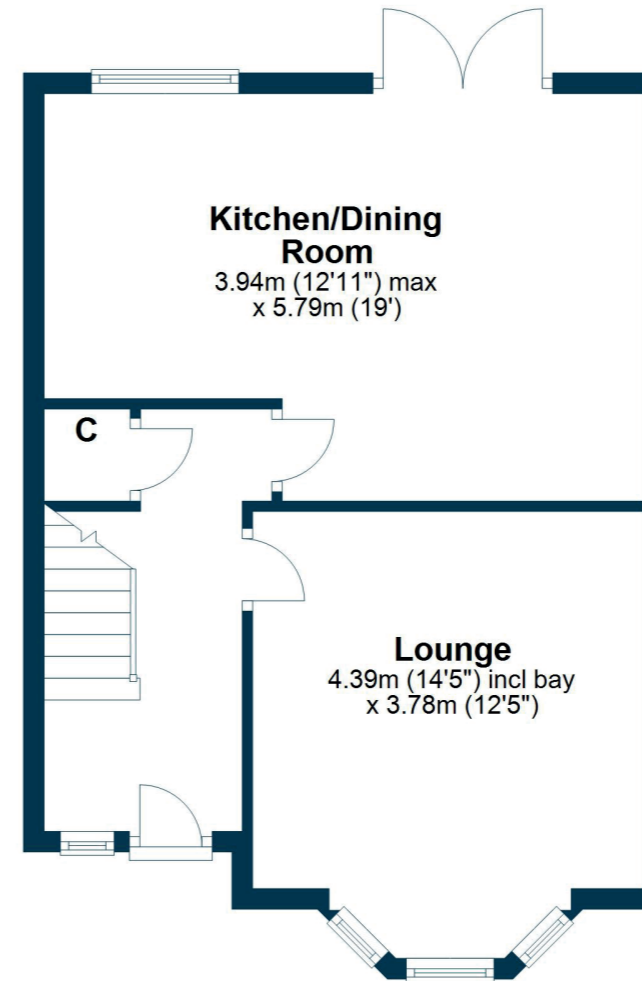 Kitchen/Dining
Room
3.94m (12'11") max
x 5.79m (19')
C
Lounge
4.39m (14'5") incl bay
x 3.78m (12'5")